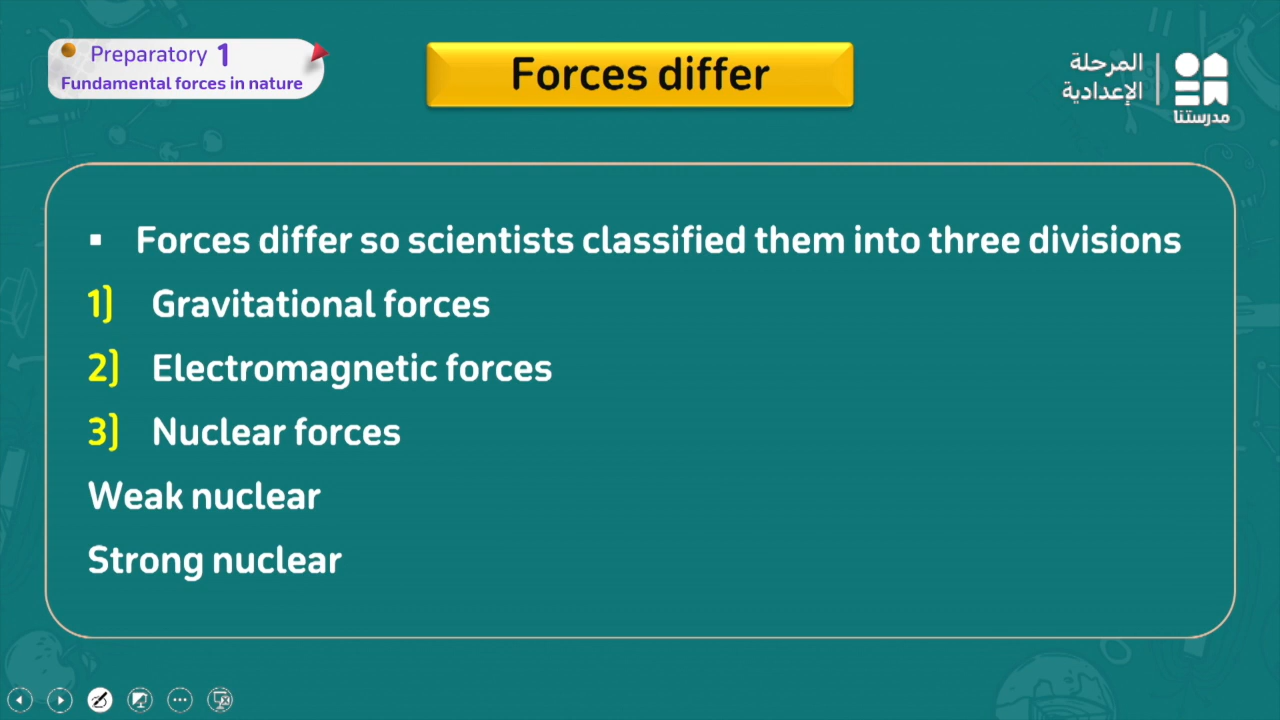 Preparatory 1
Fundamental forces in nature
Forces differ
المرحلة
الإعدادية
مدرستنا
▪ Forces differ so scientists classified them into three divisions
1) Gravitational forces
2) Electromagnetic forces
3) Nuclear forces
Weak nuclear
Strong nuclear